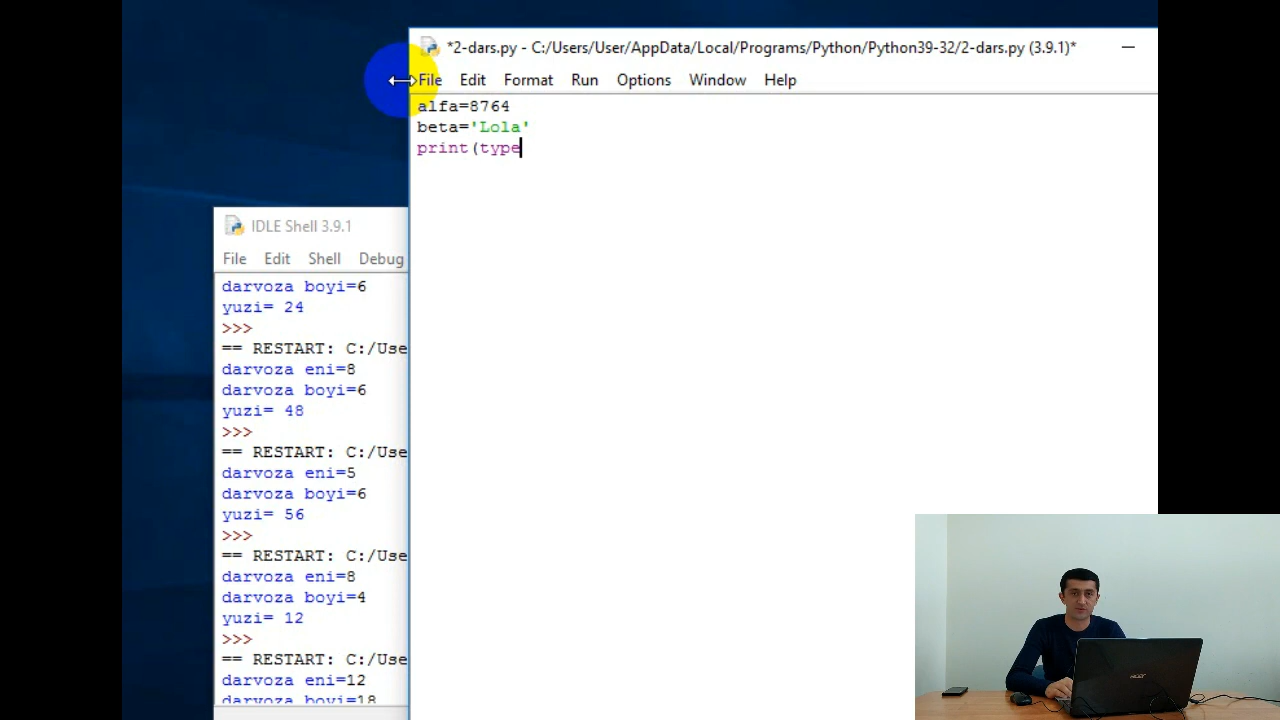 *2-dars.py - C:/Users/User/AppData/Local/Programs/Python/Python39-32/2-dars.py (3.9.1)*
File Edit Format Run Options Window Help
alfa=8764
beta='Lola'
print(type
IDLE Shell 3.9.1
File Edit Shell Debug
darvoza boyi=6
yuzi= 24
>>>
== RESTART: C:/Use
darvoza eni=8
darvoza boyi=6
yuzi= 48
>>>
== RESTART: C:/Use
darvoza eni=5
darvoza boyi=6
yuzi= 56
>>>
== RESTART: C:/Use
darvoza eni=8
darvoza boyi=4
yuzi= 12
>>>
== RESTART: C:/Use
darvoza eni=12
darvoza boyi=18
acer